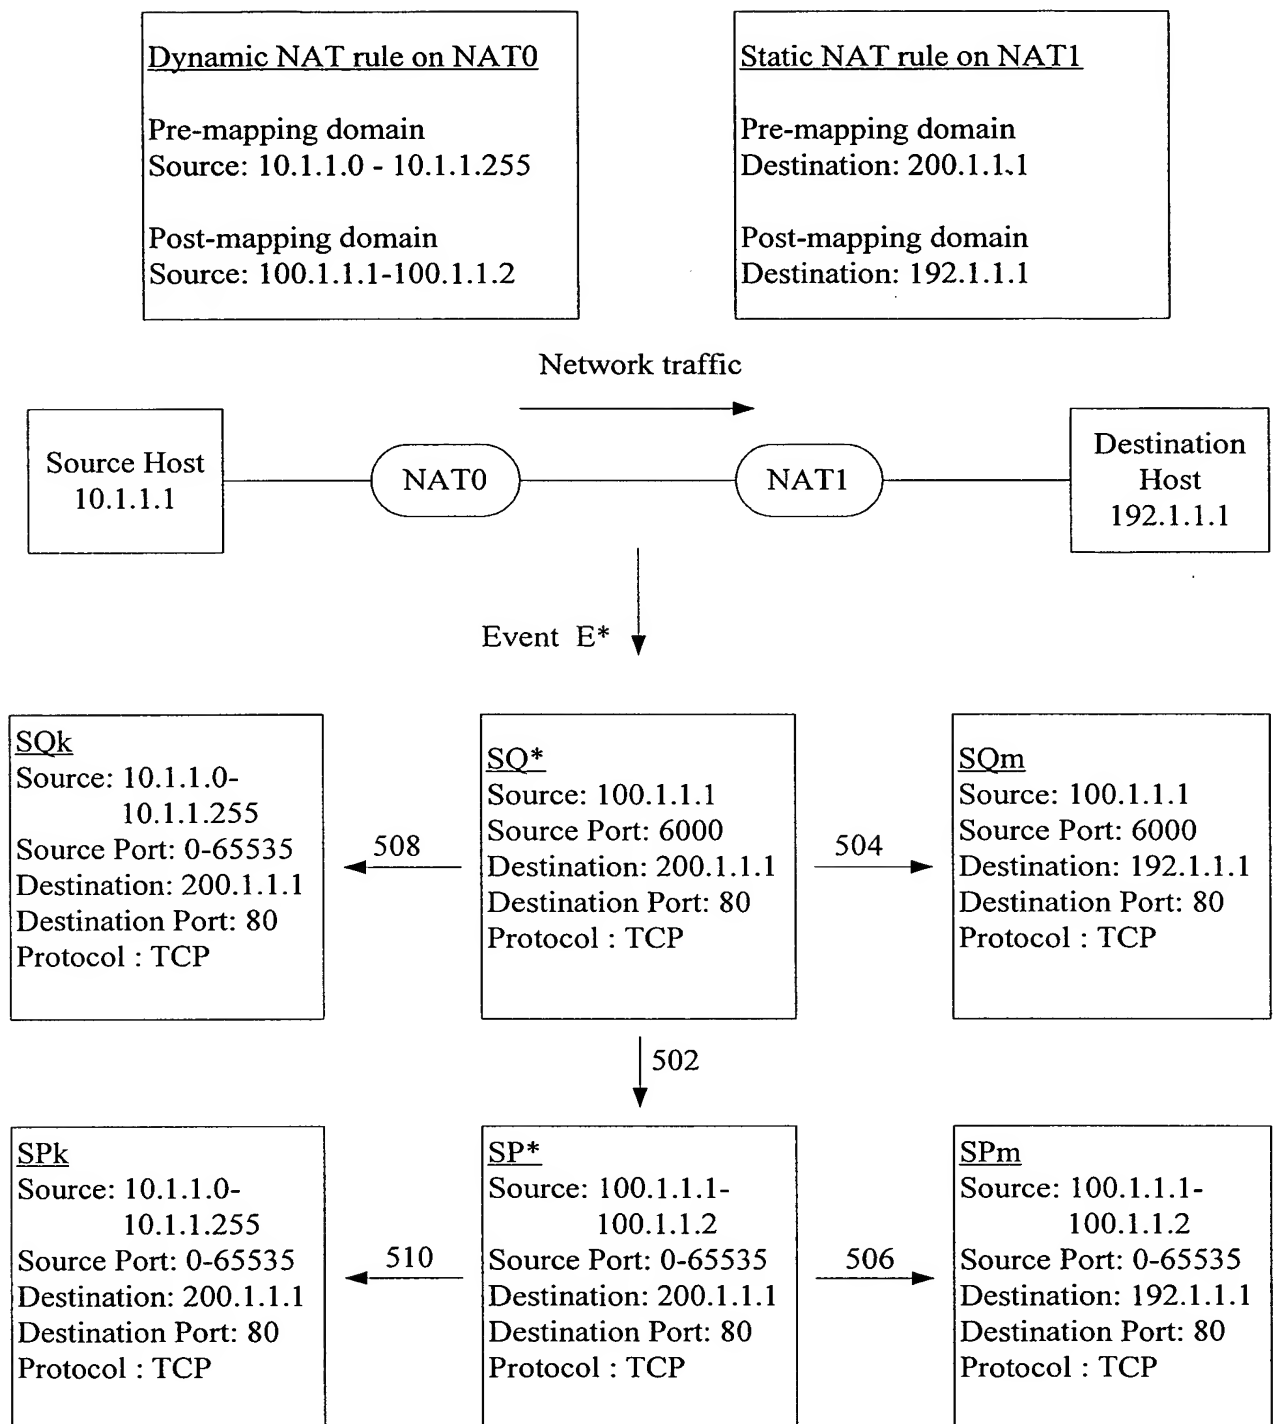 Dynamic NAT rule on NAT0
Pre-mapping domain
Source: 10.1.1.0 - 10.1.1.255
Post-mapping domain
Source: 100.1.1.1-100.1.1.2
Static NAT rule on NAT1
Pre-mapping domain
Destination: 200.1.1.1
Post-mapping domain
Destination: 192.1.1.1
Network traffic
Source Host
10.1.1.1
NAT0
NAT1
Destination
Host
192.1.1.1
Event E*
SQk
Source: 10.1.1.0-
10.1.1.255
Source Port: 0-65535
Destination: 200.1.1.1
Destination Port: 80
Protocol : TCP
508
SQ*
Source: 100.1.1.1
Source Port: 6000
Destination: 200.1.1.1
Destination Port: 80
Protocol : TCP
504
SQm
Source: 100.1.1.1
Source Port: 6000
Destination: 192.1.1.1
Destination Port: 80
Protocol : TCP
502
SPk
Source: 10.1.1.0-
10.1.1.255
Source Port: 0-65535
Destination: 200.1.1.1
Destination Port: 80
Protocol : TCP
510
SP*
Source: 100.1.1.1-
100.1.1.2
Source Port: 0-65535
Destination: 200.1.1.1
Destination Port: 80
Protocol : TCP
506
SPm
Source: 100.1.1.1-
100.1.1.2
Source Port: 0-65535
Destination: 192.1.1.1
Destination Port: 80
Protocol : TCP